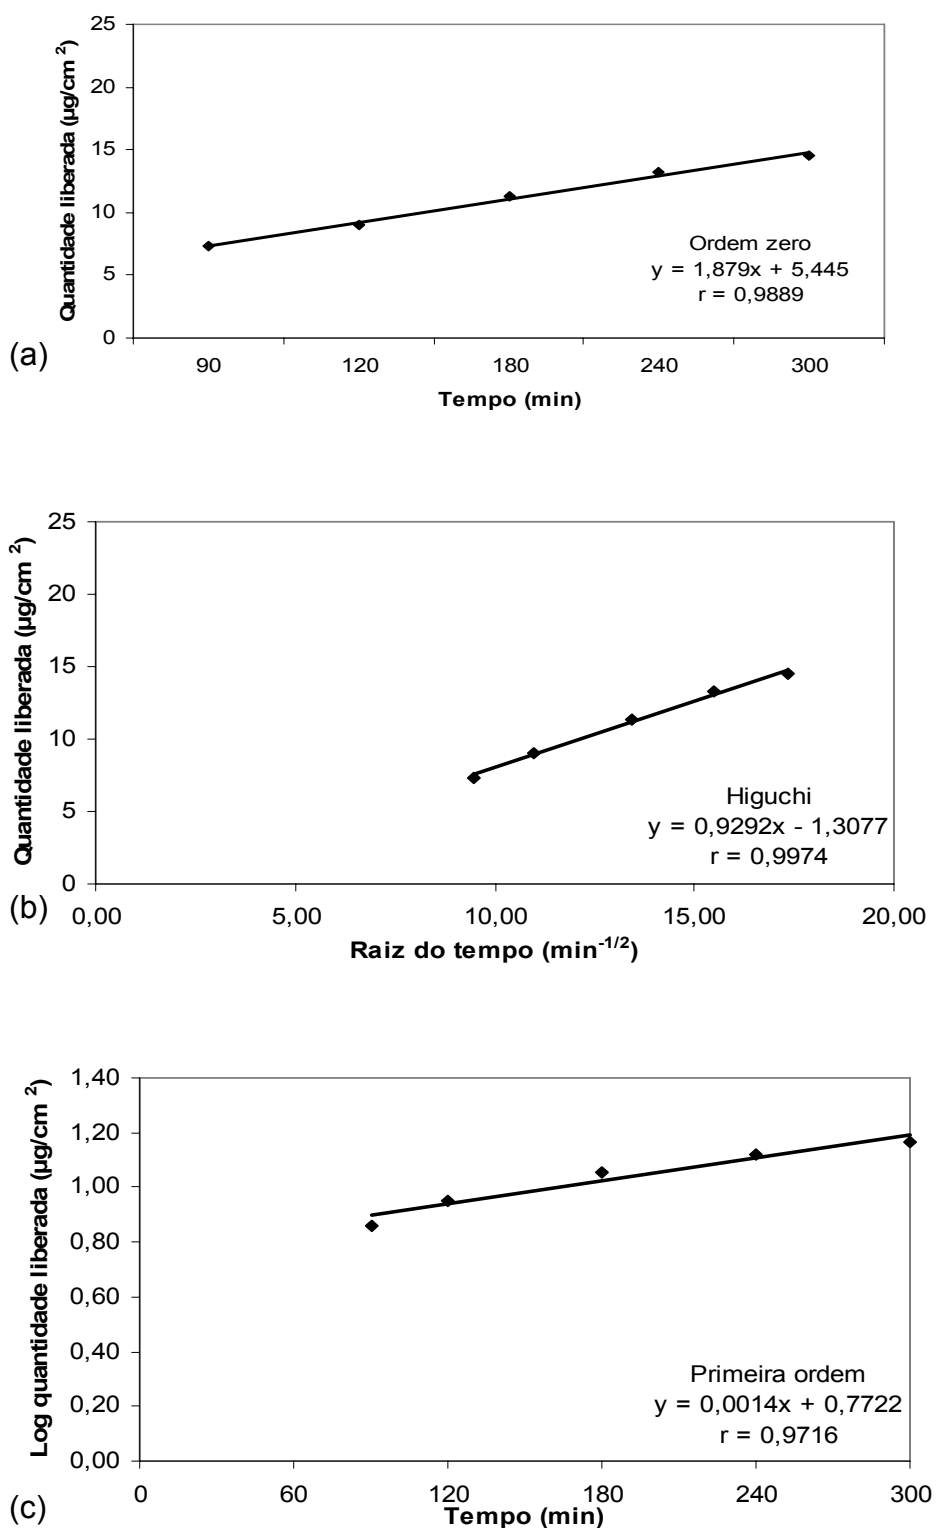 25
20
15
10
5
0
Quantidade liberada (µg/cm ²)
90 120 180 240 300
Tempo (min)
Ordem zero
y = 1,879x + 5,445
r = 0,9889
(a)
25
20
15
10
5
0
Quantidade liberada (µg/cm ²)
0,00 5,00 10,00 15,00 20,00
Raiz do tempo (min⁻¹/²)
Higuchi
y = 0,9292x - 1,3077
r = 0,9974
(b)
1,40
1,20
1,00
0,80
0,60
0,40
0,20
0,00
Log quantidade liberada (µg/cm ²)
0 60 120 180 240 300
Tempo (min)
Primeira ordem
y = 0,0014x + 0,7722
r = 0,9716
(c)